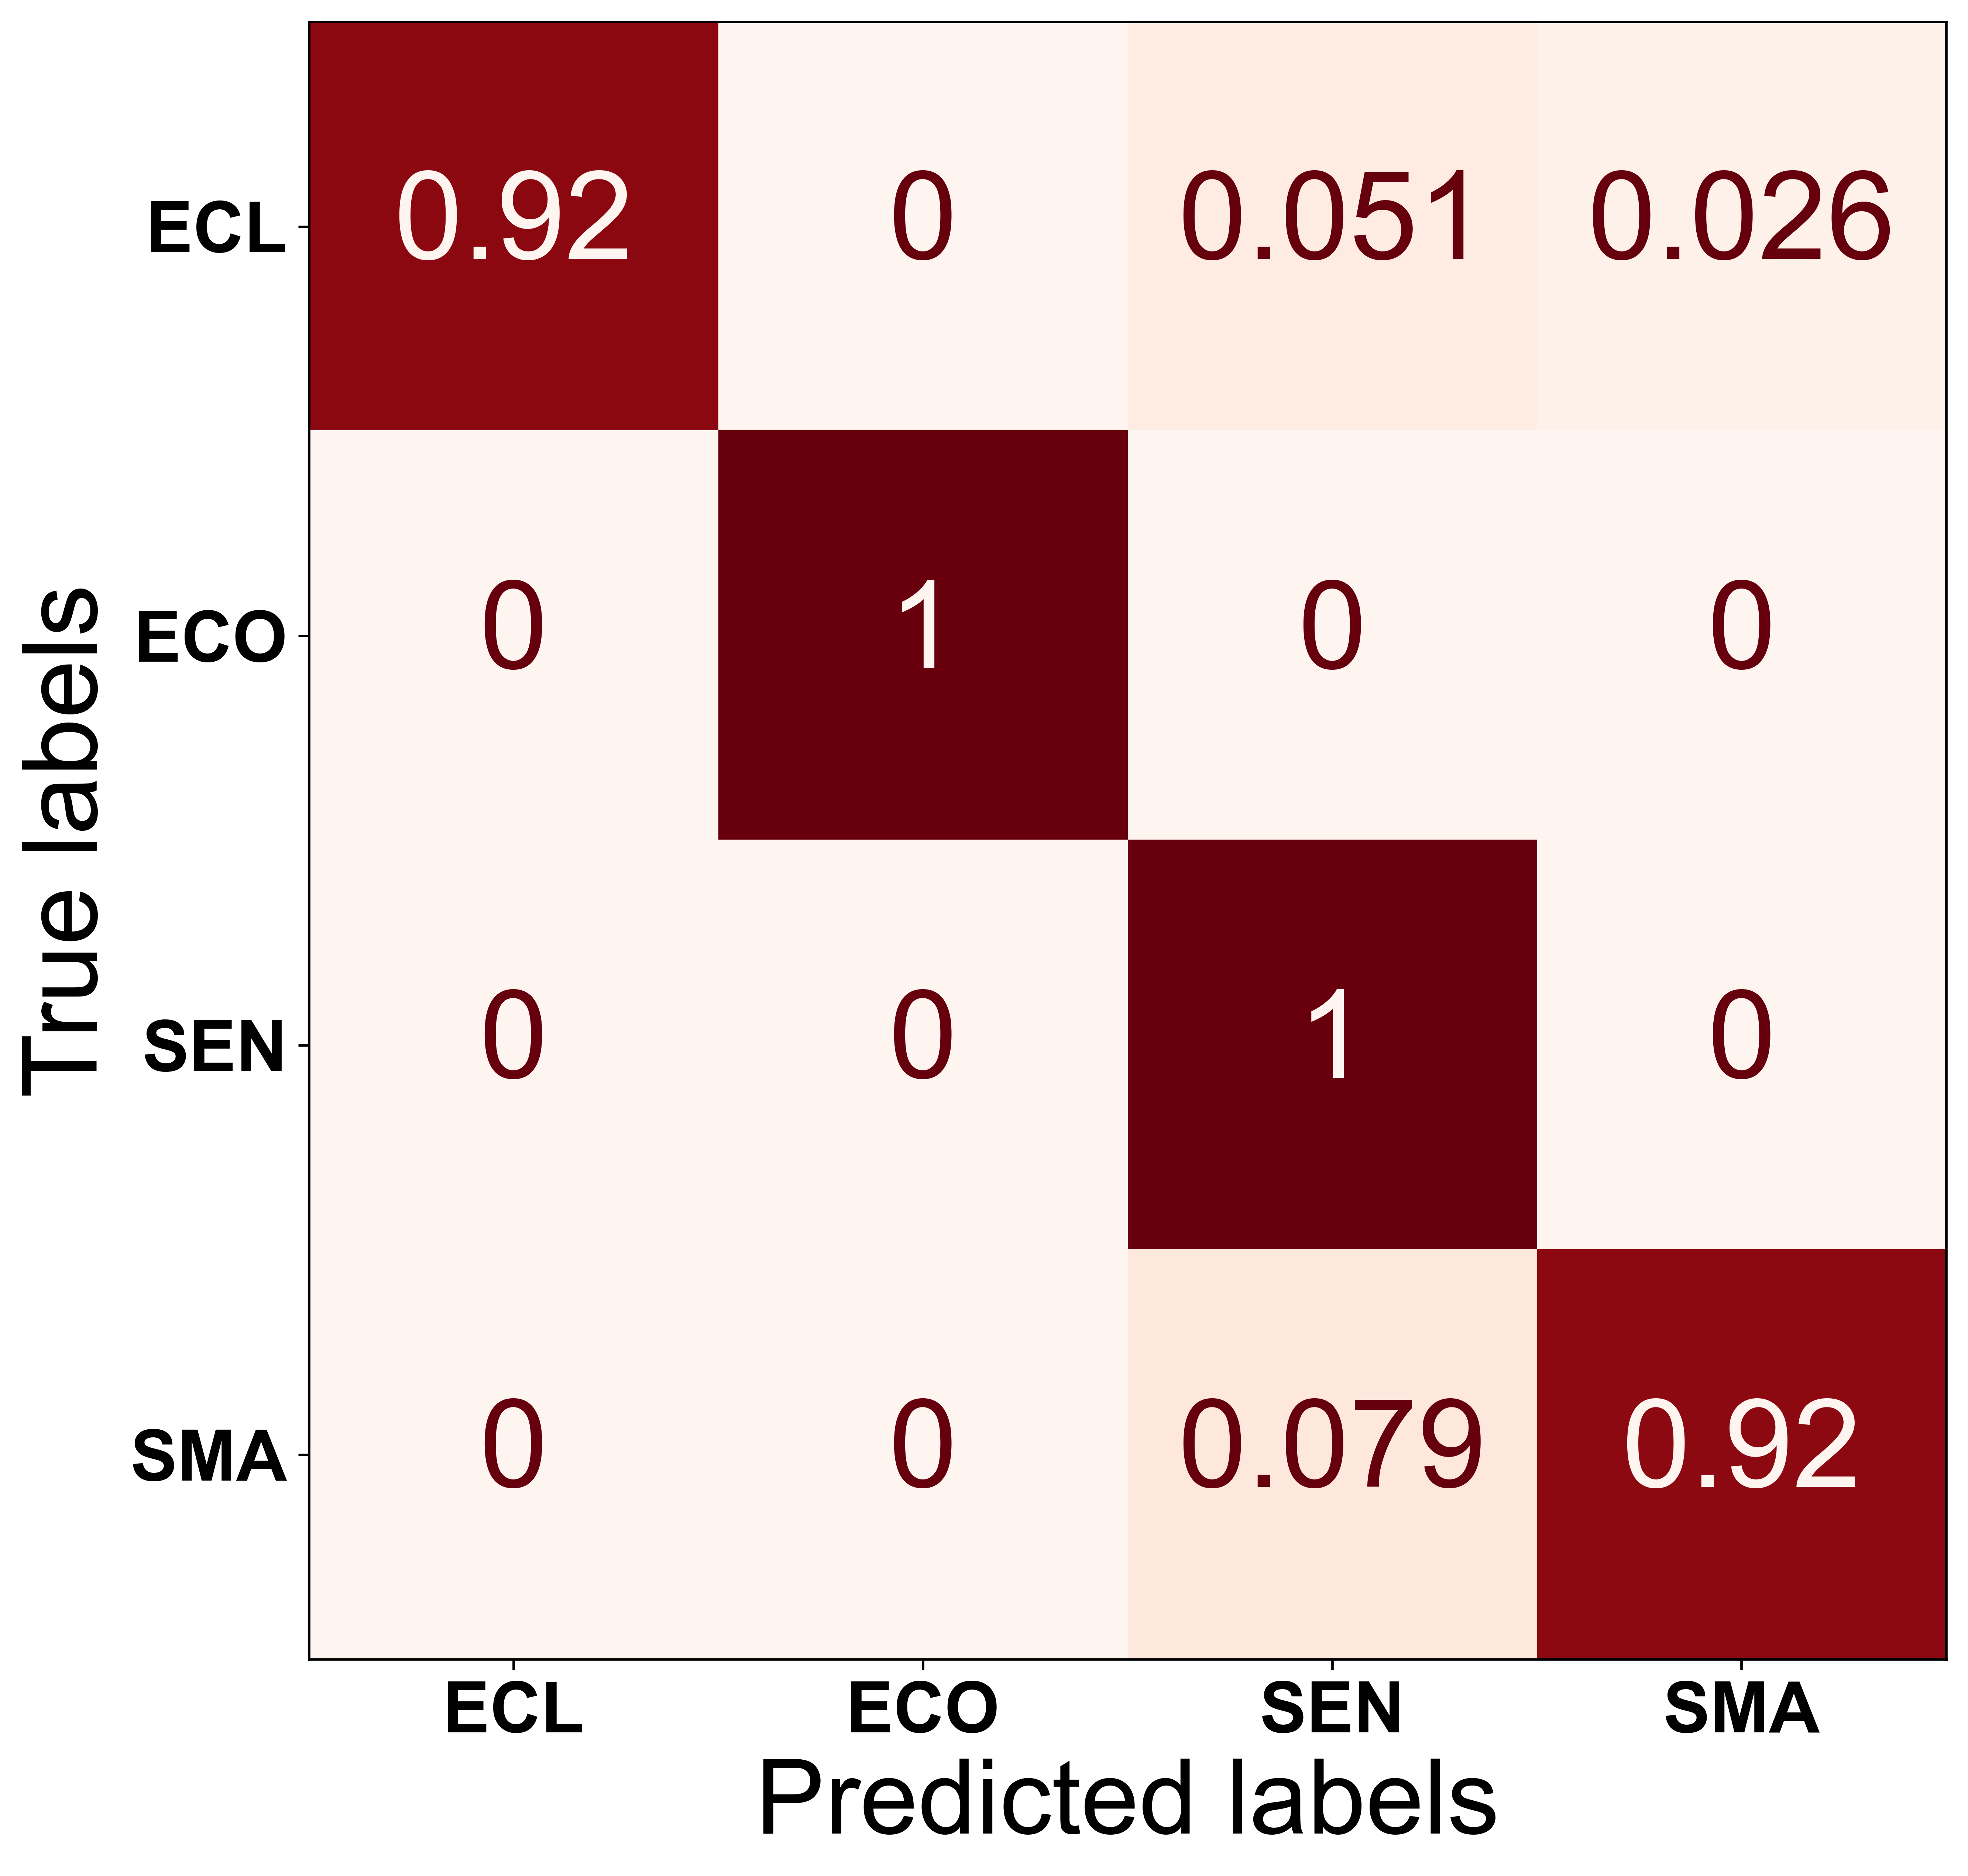 True labels
ECL 0.92 0 0.051 0.026
ECO 0 1 0 0
SEN 0 0 1 0
SMA 0 0 0.079 0.92
ECL ECO SEN SMA
Predicted labels